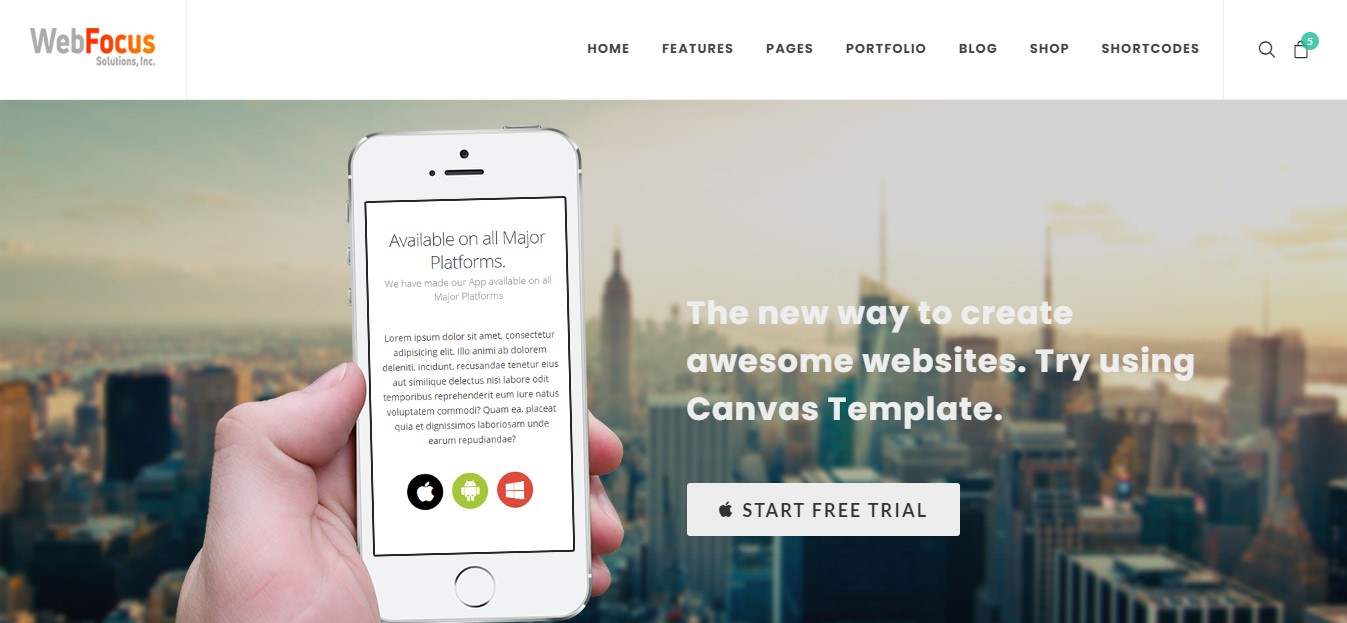 WebFocus
Solutions, Inc.
HOME FEATURES PAGES PORTFOLIO BLOG SHOP SHORTCODES
5
Available on all Major
Platforms.
We have made our App available on all
Major Platforms
Lorem ipsum dolor sit amet, consectetur
adipisicing elit. Illo animi ab dolorem
deleniti, incidunt, recusandae tenetur eius
aut similique delectus nisi labore odit
temporibus reprehenderit eum iure natus
voluptatem commodi? Quam ea, placeat
quia et dignissimos laboriosam unde
earum repudiandae?
The new way to create
awesome websites. Try using
Canvas Template.
START FREE TRIAL